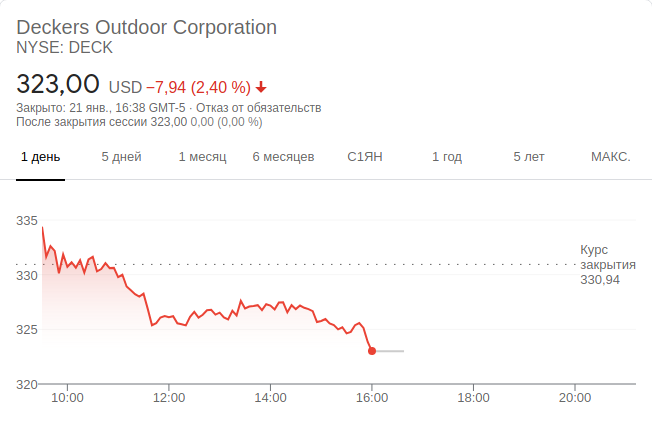 Deckers Outdoor Corporation
NYSE: DECK
323,00 USD −7,94 (2,40 %)
Закрыто: 21 янв., 16:38 GMT-5 · Отказ от обязательств
После закрытия сессии 323,00 0,00 (0,00 %)
1 день 5 дней 1 месяц 6 месяцев С1ЯН 1 год 5 лет МАКС.
335
330
325
320
Курс
закрытия
330,94
10:00 12:00 14:00 16:00 18:00 20:00